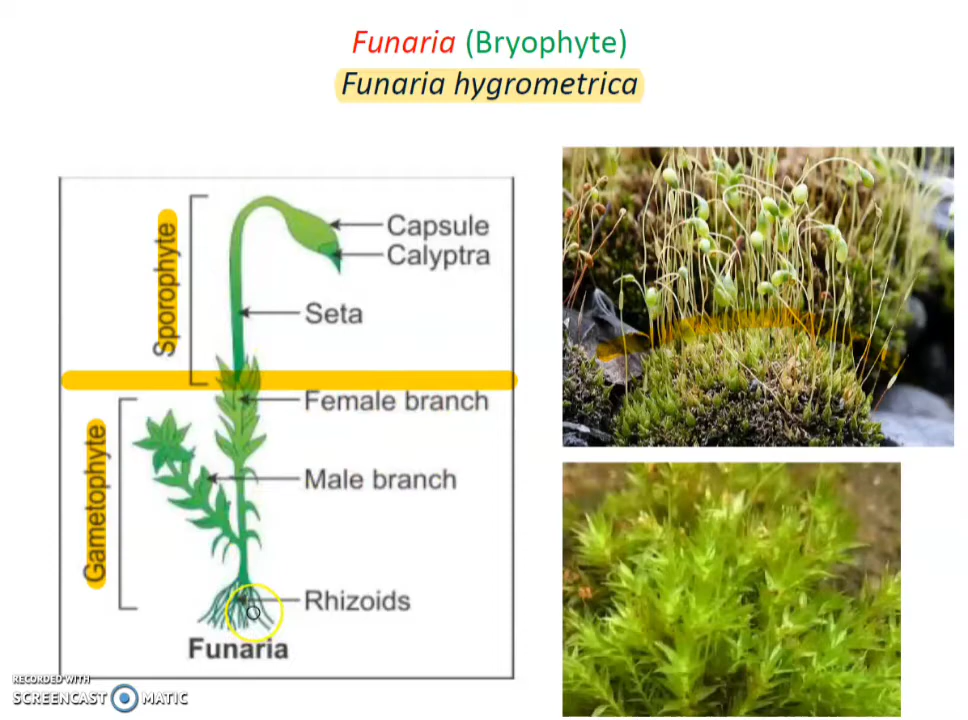 Funaria (Bryophyte)
Funaria hygrometrica
Sporophyte
Capsule
Calyptra
Seta
Gametophyte
Female branch
Male branch
Rhizoids
Funaria
RECORDED WITH
SCREENCAST MATIC